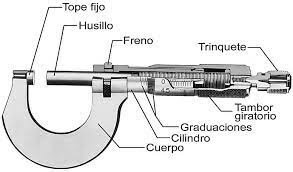 Tope fijo
Husillo
Freno
Trinquete
Tambor
giratorio
Graduaciones
Cilindro
Cuerpo